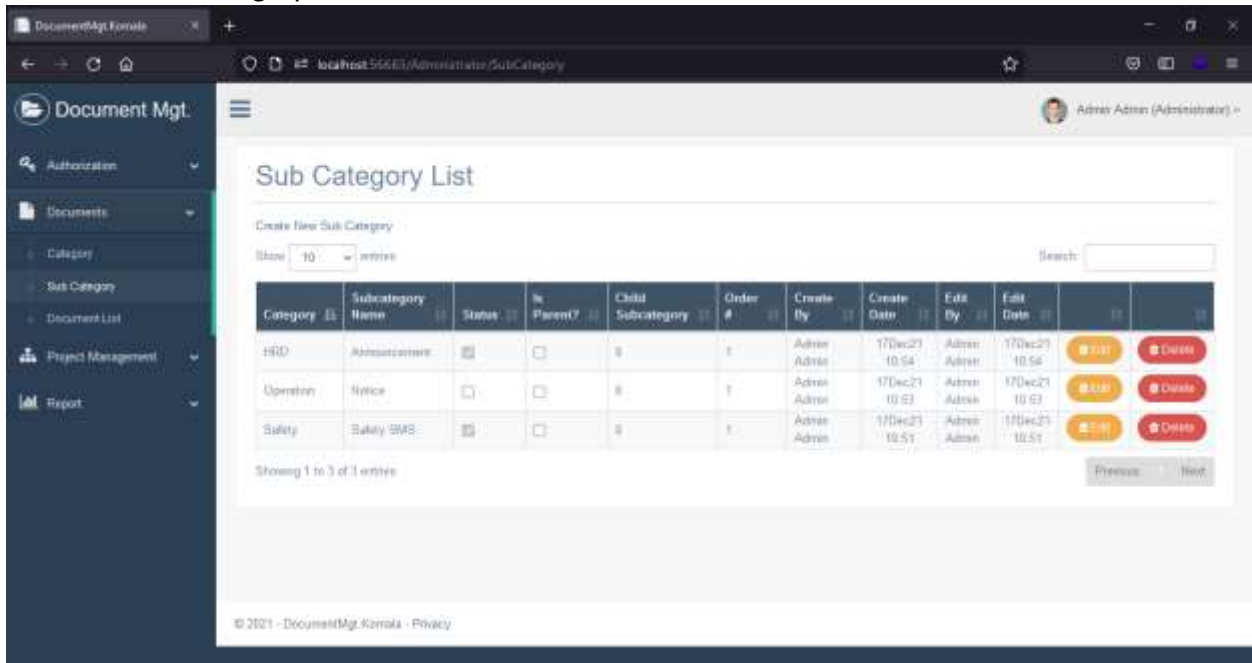 DocumentMgt.Komala
localhost:55663/Administrator/SubCategory
Document Mgt.
Admin Admin (Administrator)
Authorization
Documents
Category
Sub Category
Document List
Project Management
Report
Sub Category List
Create New Sub Category
Show 10 entries
Search:
Category Subcategory Name Status Is Parent? Child Subcategory Order # Create By Create Date Edit By Edit Date
HRD Announcement 0 1 Admin Admin 17Dec21 10:54 Admin Admin 17Dec21 10:54 Edit Delete
Operation Notice 0 1 Admin Admin 17Dec21 10:53 Admin Admin 17Dec21 10:53 Edit Delete
Safety Safety SMS 0 1 Admin Admin 17Dec21 10:51 Admin Admin 17Dec21 10:51 Edit Delete
Showing 1 to 3 of 3 entries
Previous 1 Next
© 2021 - DocumentMgt.Komala - Privacy